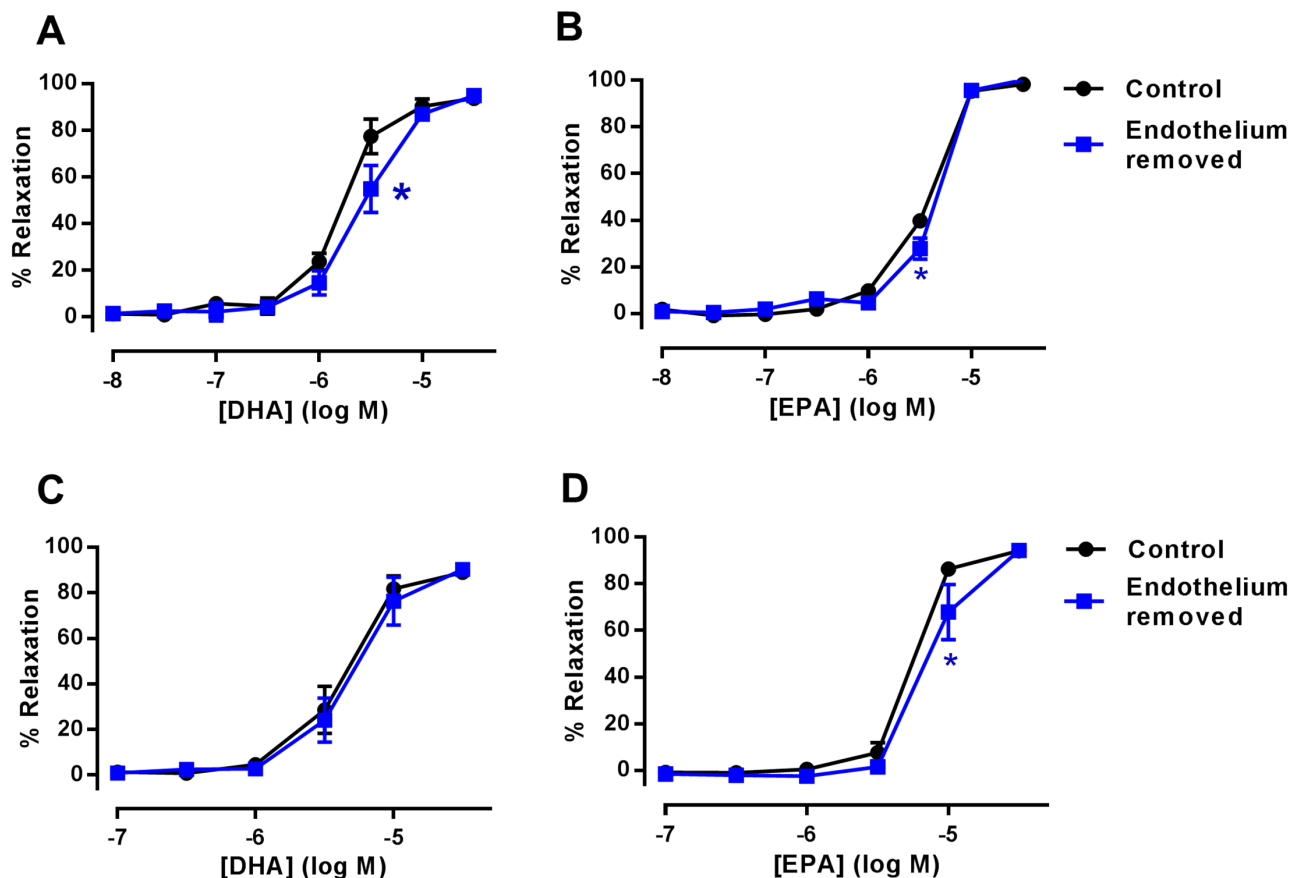 A
% Relaxation
100
80
60
40
20
0
*
-8
-7
-6
-5
[DHA] (log M)
B
% Relaxation
100
80
60
40
20
0
*
-8
-7
-6
-5
[EPA] (log M)
Control
Endothelium
removed
C
% Relaxation
100
80
60
40
20
0
-7
-6
-5
[DHA] (log M)
D
% Relaxation
100
80
60
40
20
0
*
-7
-6
-5
[EPA] (log M)
Control
Endothelium
removed